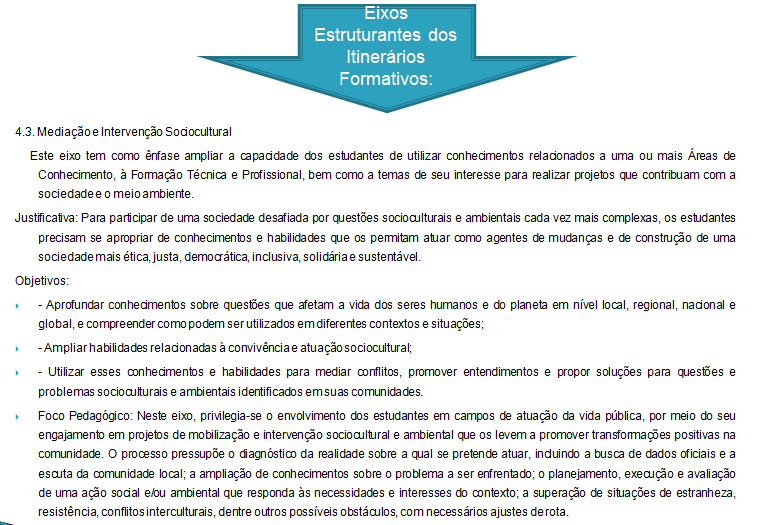 Eixos
Estruturantes dos
Itinerários
Formativos:
4.3. Mediação e Intervenção Sociocultural
Este eixo tem como ênfase ampliar a capacidade dos estudantes de utilizar conhecimentos relacionados a uma ou mais Áreas de
Conhecimento, à Formação Técnica e Profissional, bem como a temas de seu interesse para realizar projetos que contribuam com a
sociedade e o meio ambiente.
Justificativa: Para participar de uma sociedade desafiada por questões socioculturais e ambientais cada vez mais complexas, os estudantes
precisam se apropriar de conhecimentos e habilidades que os permitam atuar como agentes de mudanças e de construção de uma
sociedade mais ética, justa, democrática, inclusiva, solidária e sustentável.
Objetivos:
- Aprofundar conhecimentos sobre questões que afetam a vida dos seres humanos e do planeta em nível local, regional, nacional e
global, e compreender como podem ser utilizados em diferentes contextos e situações;
- Ampliar habilidades relacionadas à convivência e atuação sociocultural;
- Utilizar esses conhecimentos e habilidades para mediar conflitos, promover entendimentos e propor soluções para questões e
problemas socioculturais e ambientais identificados em suas comunidades.
Foco Pedagógico: Neste eixo, privilegia-se o envolvimento dos estudantes em campos de atuação da vida pública, por meio do seu
engajamento em projetos de mobilização e intervenção sociocultural e ambiental que os levem a promover transformações positivas na
comunidade. O processo pressupõe o diagnóstico da realidade sobre a qual se pretende atuar, incluindo a busca de dados oficiais e a
escuta da comunidade local; a ampliação de conhecimentos sobre o problema a ser enfrentado; o planejamento, execução e avaliação
de uma ação social e/ou ambiental que responda às necessidades e interesses do contexto; a superação de situações de estranheza,
resistência, conflitos interculturais, dentre outros possíveis obstáculos, com necessários ajustes de rota.